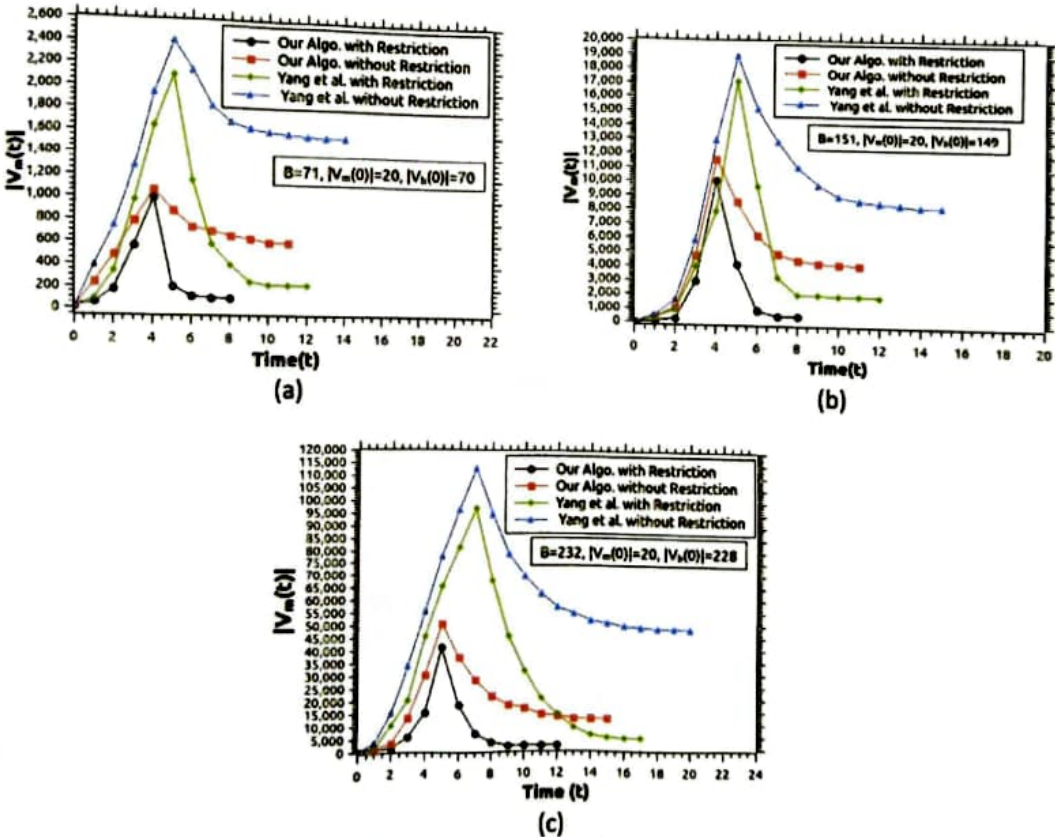 2,600
2,400
2,200
2,000
1,800
1,600
1,400
1,200
1,000
800
600
400
200
0
|Vm(t)|
Our Algo. with Restriction
Our Algo. without Restriction
Yang et al. with Restriction
Yang et al. without Restriction
B=71, |Vm(0)|=20, |Vb(0)|=70
0 2 4 6 8 10 12 14 16 18 20 22
Time(t)
(a)
20,000
19,000
18,000
17,000
16,000
15,000
14,000
13,000
12,000
11,000
10,000
9,000
8,000
7,000
6,000
5,000
4,000
3,000
2,000
1,000
0
|Vm(t)|
Our Algo. with Restriction
Our Algo. without Restriction
Yang et al. with Restriction
Yang et al. without Restriction
B=151, |Vm(0)|=20, |Vb(0)|=149
0 2 4 6 8 10 12 14 16 18 20
Time(t)
(b)
120,000
115,000
110,000
105,000
100,000
95,000
90,000
85,000
80,000
75,000
70,000
65,000
60,000
55,000
50,000
45,000
40,000
35,000
30,000
25,000
20,000
15,000
10,000
5,000
0
|Vm(t)|
Our Algo. with Restriction
Our Algo. without Restriction
Yang et al. with Restriction
Yang et al. without Restriction
B=232, |Vm(0)|=20, |Vb(0)|=228
0 2 4 6 8 10 12 14 16 18 20 22 24
Time (t)
(c)